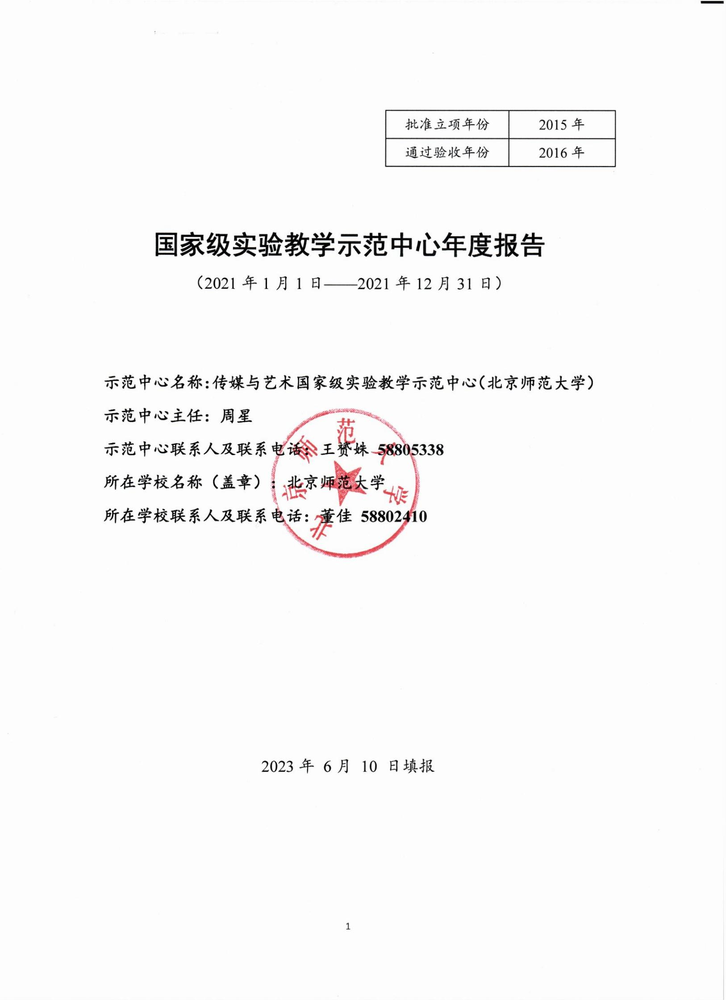 批准立项年份 2015 年
通过验收年份 2016 年
国家级实验教学示范中心年度报告
（2021 年 1 月 1 日——2021 年 12 月 31 日）
示范中心名称:传媒与艺术国家级实验教学示范中心（北京师范大学）
示范中心主任：周星
示范中心联系人及联系电话：王赟姝 58805338
所在学校名称（盖章）：北京师范大学
所在学校联系人及联系电话：董佳 58802410
北京师范大学
2023 年 6 月 10 日填报
1